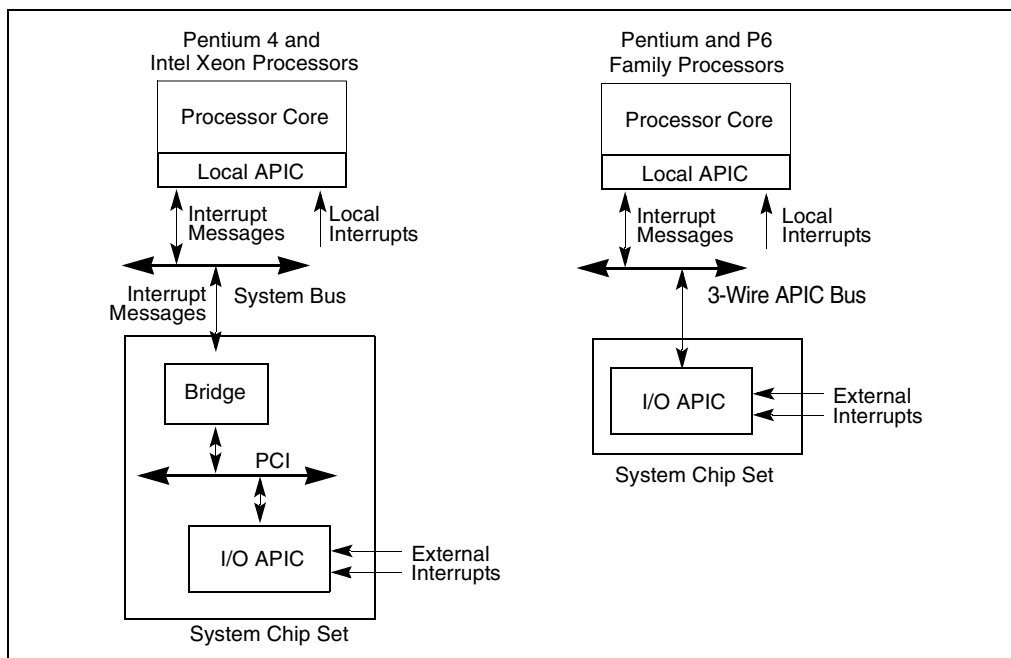 Pentium 4 and
Intel Xeon Processors
Processor Core
Local APIC
Interrupt
Messages
Local
Interrupts
System Bus
Interrupt
Messages
Bridge
PCI
I/O APIC
External
Interrupts
System Chip Set
Pentium and P6
Family Processors
Processor Core
Local APIC
Interrupt
Messages
Local
Interrupts
3-Wire APIC Bus
I/O APIC
External
Interrupts
System Chip Set